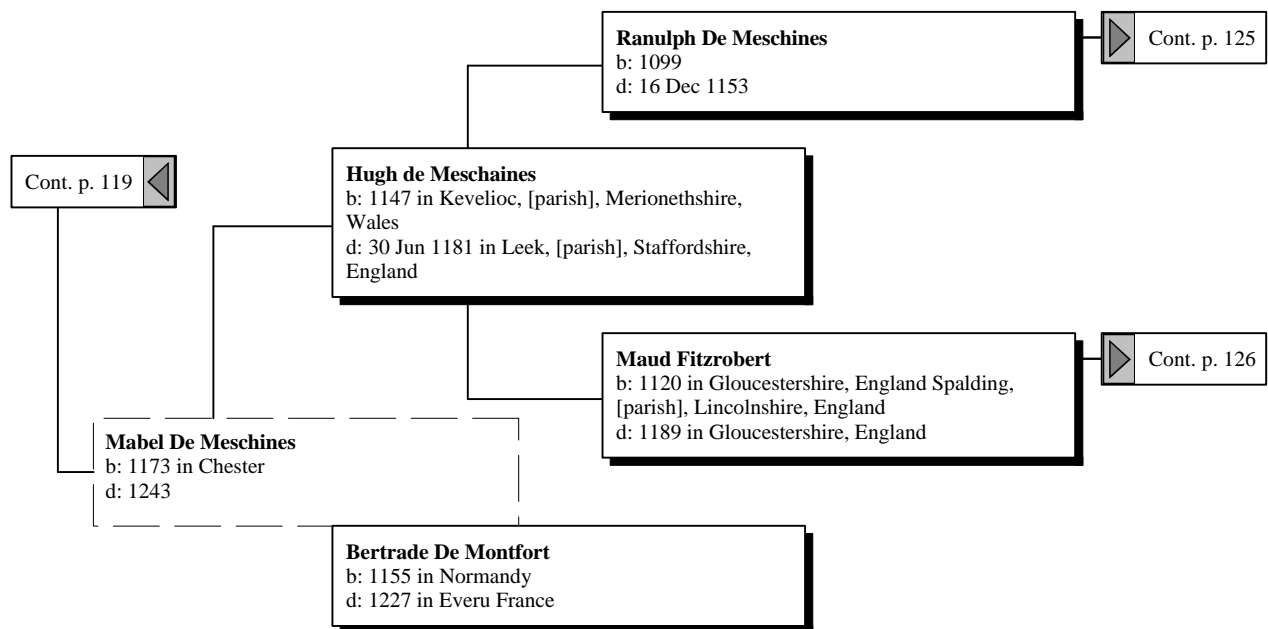 Ranulph De Meschines
b: 1099
d: 16 Dec 1153
Cont. p. 125
Cont. p. 119
Hugh de Meschaines
b: 1147 in Kevelioc, [parish], Merionethshire,
Wales
d: 30 Jun 1181 in Leek, [parish], Staffordshire,
England
Maud Fitzrobert
b: 1120 in Gloucestershire, England Spalding,
[parish], Lincolnshire, England
d: 1189 in Gloucestershire, England
Cont. p. 126
Mabel De Meschines
b: 1173 in Chester
d: 1243
Bertrade De Montfort
b: 1155 in Normandy
d: 1227 in Everu France